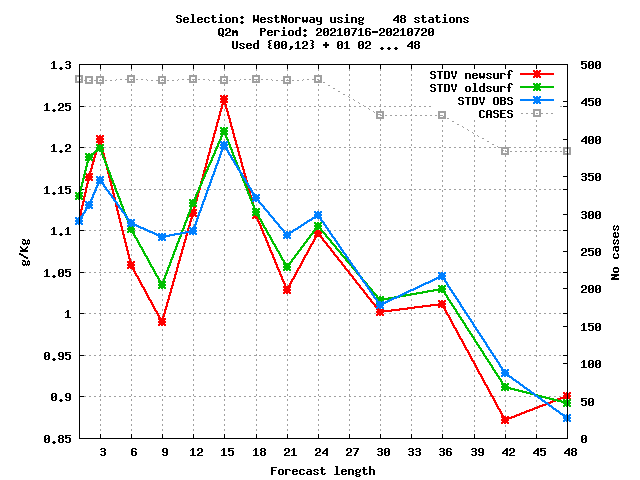 Selection: WestNorway using    48 stations
Q2m   Period: 20210716-20210720
Used {00,12} + 01 02 ... 48
1.3
1.25
1.2
1.15
1.1
1.05
1
0.95
0.9
0.85
g/Kg
STDV newsurf
STDV oldsurf
STDV OBS
CASES
500
450
400
350
300
250
200
150
100
50
0
No cases
3 6 9 12 15 18 21 24 27 30 33 36 39 42 45 48
Forecast length